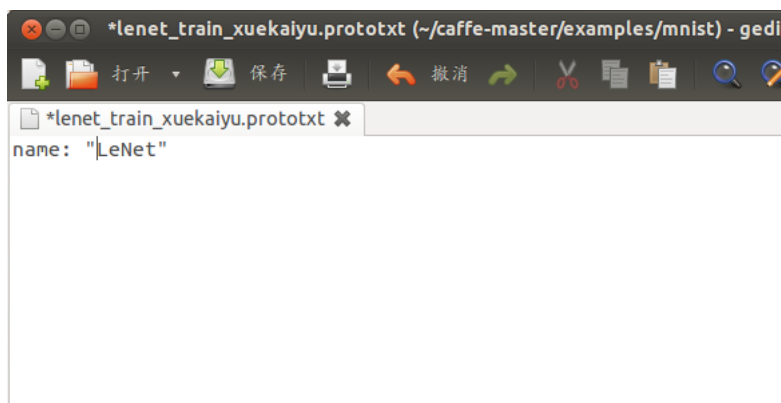 *lenet_train_xuekaiyu.prototxt (~/caffe-master/examples/mnist) - gedi
打开 保存 撤消
*lenet_train_xuekaiyu.prototxt
name: "LeNet"